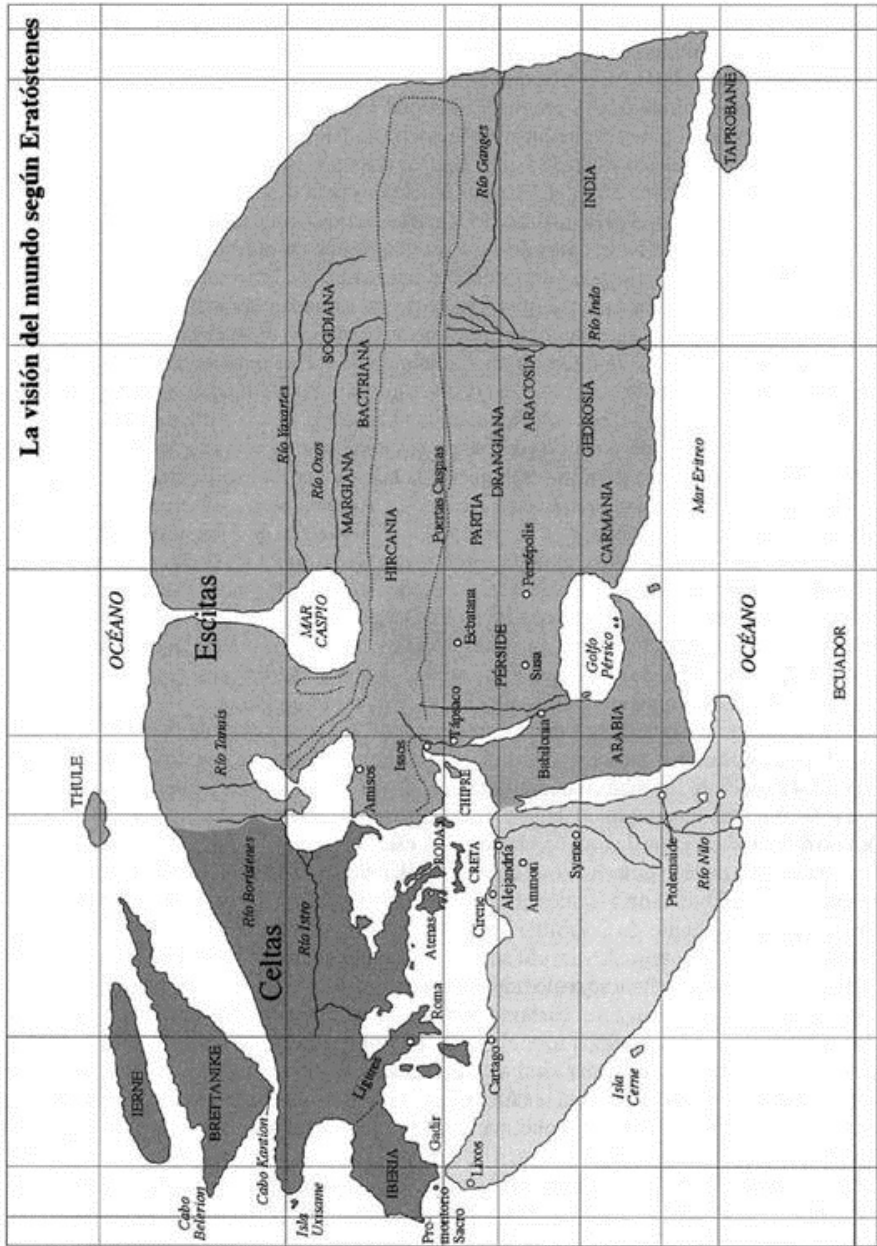 La visión del mundo según Eratóstenes
THULE
OCÉANO
IERNE
BRETTANIKE
Cabo
Belerion
Cabo Kantion
Isla
Uxisame
Celtas
Río Borístenes
Río Istro
Río Tanais
Escitas
MAR
CASPIO
Río Yaxartes
Río Oxos
SOGDIANA
MARGIANA
BACTRIANA
HIRCANIA
Puertas Caspias
PARTIA
DRANGIANA
ARACOSIA
Río Ganges
INDIA
Río Indo
GEDROSIA
CARMANIA
TAPROBANE
Mar Eritreo
IBERIA
Lígures
Roma
Gadir
Pro-
montorio
Sacro
Lixos
Cartago
Isla
Cerne
Atenas
RODAS
CRETA
CHIPRE
Amisos
Issos
Tápsaco
Ecbatana
PÉRSIDE
Susa
Persépolis
Babilonia
Golfo
Pérsico
ARABIA
Cirene
Alejandría
Ammon
Syene
Ptolemaide
Río Nilo
OCÉANO
ECUADOR